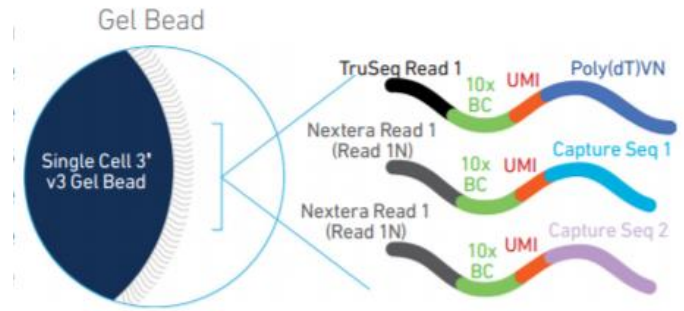 Gel Bead
Single Cell 3'
v3 Gel Bead
TruSeq Read 1
10x
BC
UMI
Poly(dT)VN
Nextera Read 1
(Read 1N)
10x
BC
UMI
Capture Seq 1
Nextera Read 1
(Read 1N)
10x
BC
UMI
Capture Seq 2